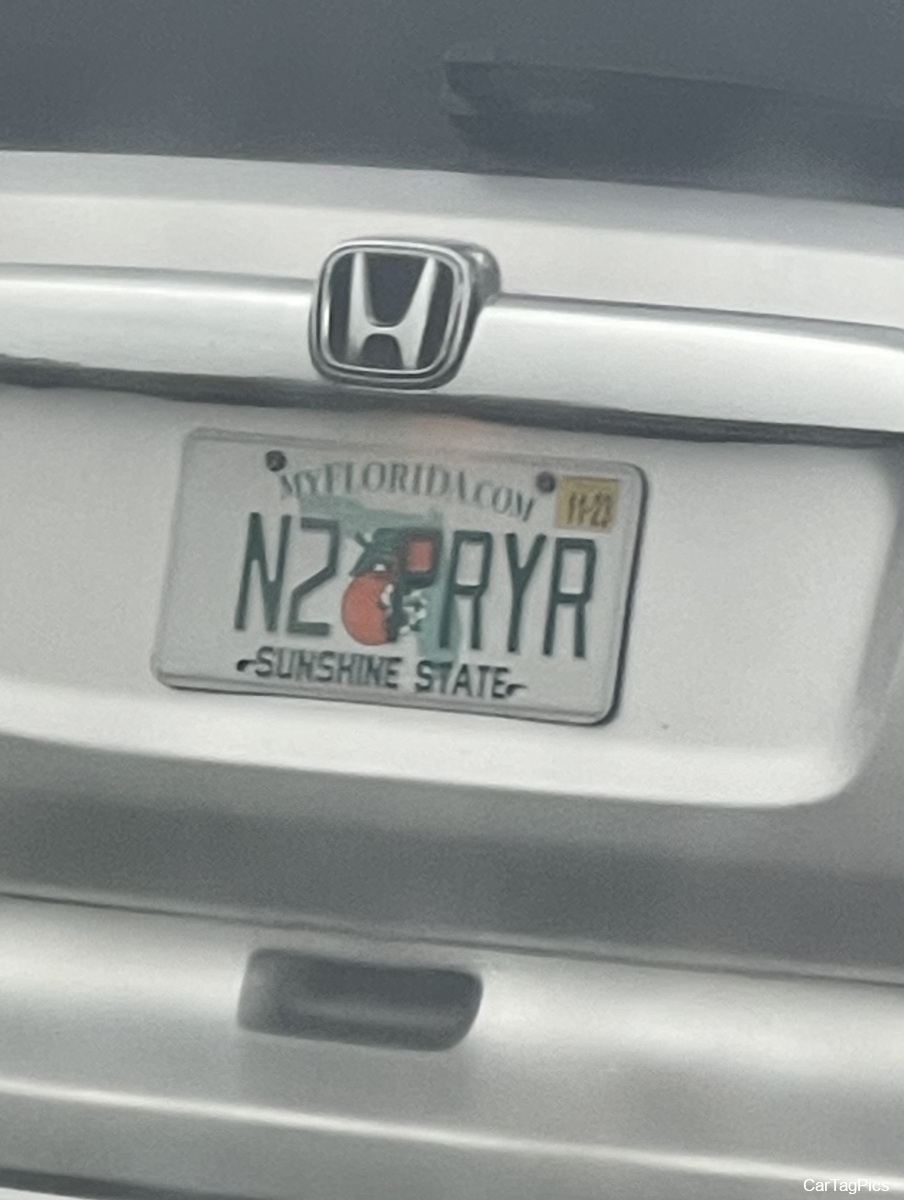 MYFLORIDA.COM
11-23
N2 PRYR
SUNSHINE STATE
CarTagPics